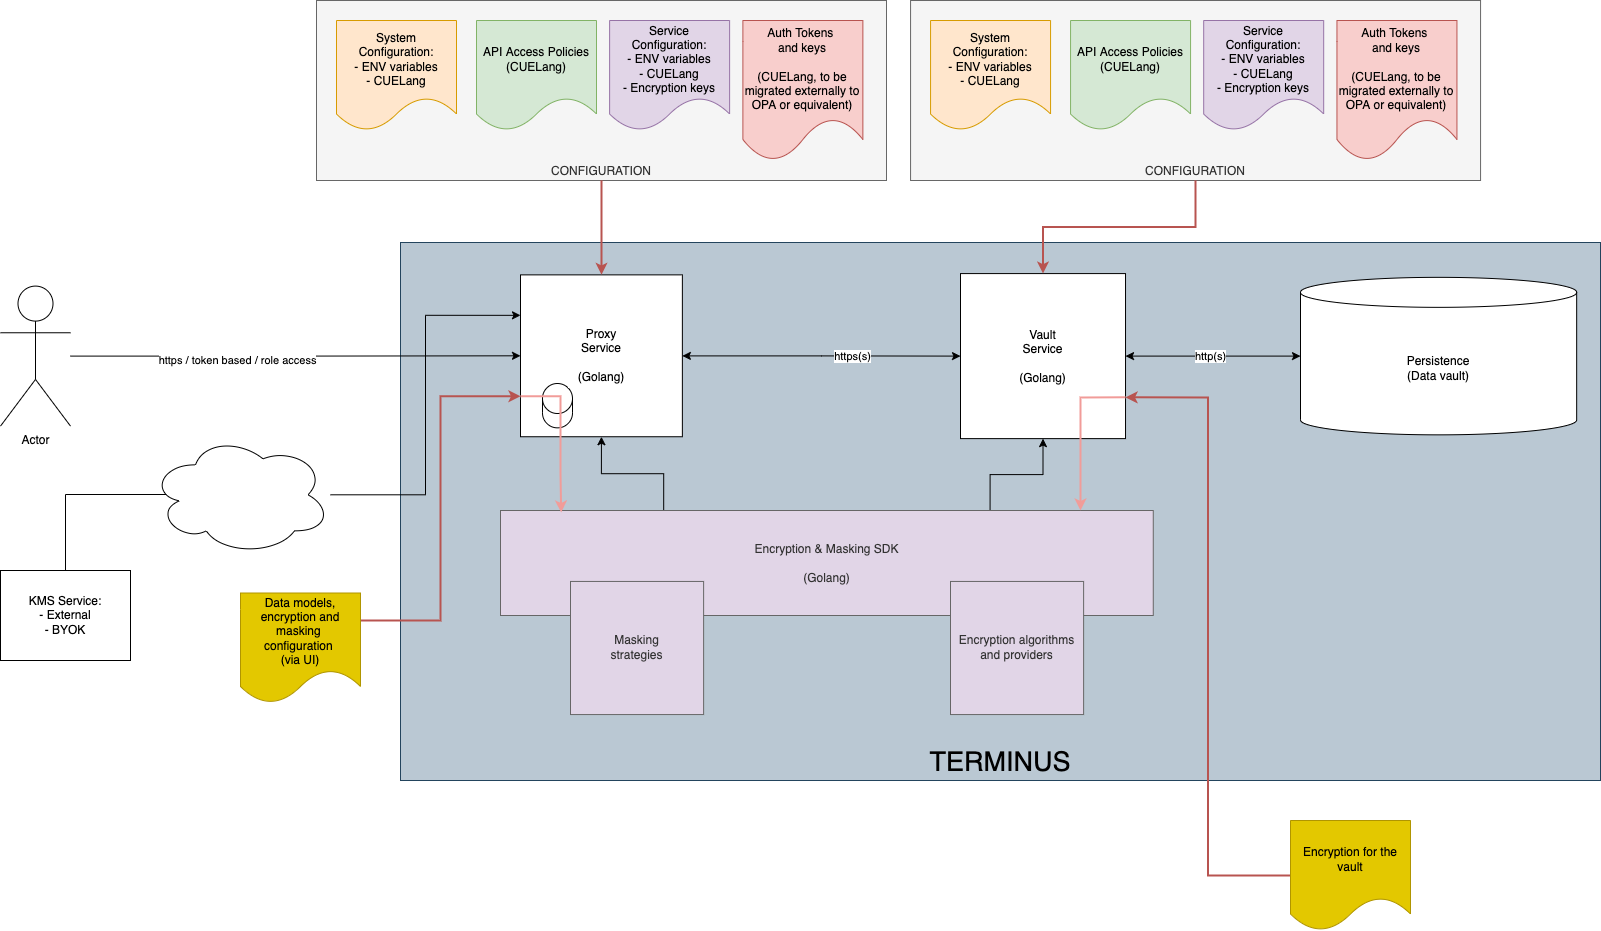 System
Configuration:
- ENV variables
- CUELang
API Access Policies
(CUELang)
Service
Configuration:
- ENV variables
- CUELang
- Encryption keys
Auth Tokens
and keys
(CUELang, to be
migrated externally to
OPA or equivalent)
CONFIGURATION
System
Configuration:
- ENV variables
- CUELang
API Access Policies
(CUELang)
Service
Configuration:
- ENV variables
- CUELang
- Encryption keys
Auth Tokens
and keys
(CUELang, to be
migrated externally to
OPA or equivalent)
CONFIGURATION
Actor
https / token based / role access
Proxy
Service
(Golang)
https(s)
Vault
Service
(Golang)
http(s)
Persistence
(Data vault)
KMS Service:
- External
- BYOK
Data models,
encryption and
masking
configuration
(via UI)
Encryption & Masking SDK
(Golang)
Masking
strategies
Encryption algorithms
and providers
TERMINUS
Encryption for the
vault